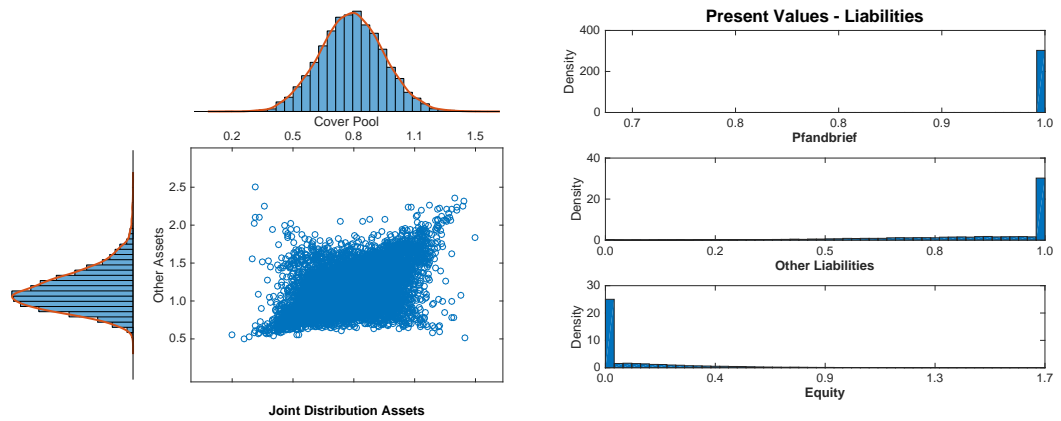 Cover Pool
0.2 0.5 0.8 1.1 1.5
Other Assets
2.5
2.0
1.5
1.0
0.5
Joint Distribution Assets
Present Values - Liabilities
Density
400
200
0
0.7 0.8 0.8 0.9 1.0
Pfandbrief
Density
40
20
0
0.0 0.2 0.5 0.8 1.0
Other Liabilities
Density
30
20
10
0
0.0 0.4 0.9 1.3 1.7
Equity